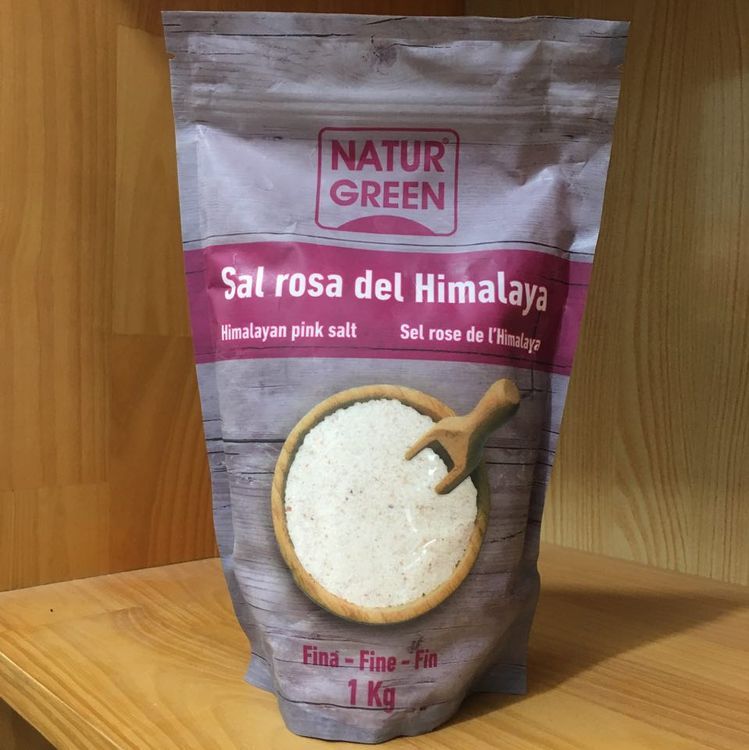 NATUR®
GREEN
Sal rosa del Himalaya
Himalayan pink salt Sel rose de l'Himalaya
Fina - Fine - Fin
1 Kg